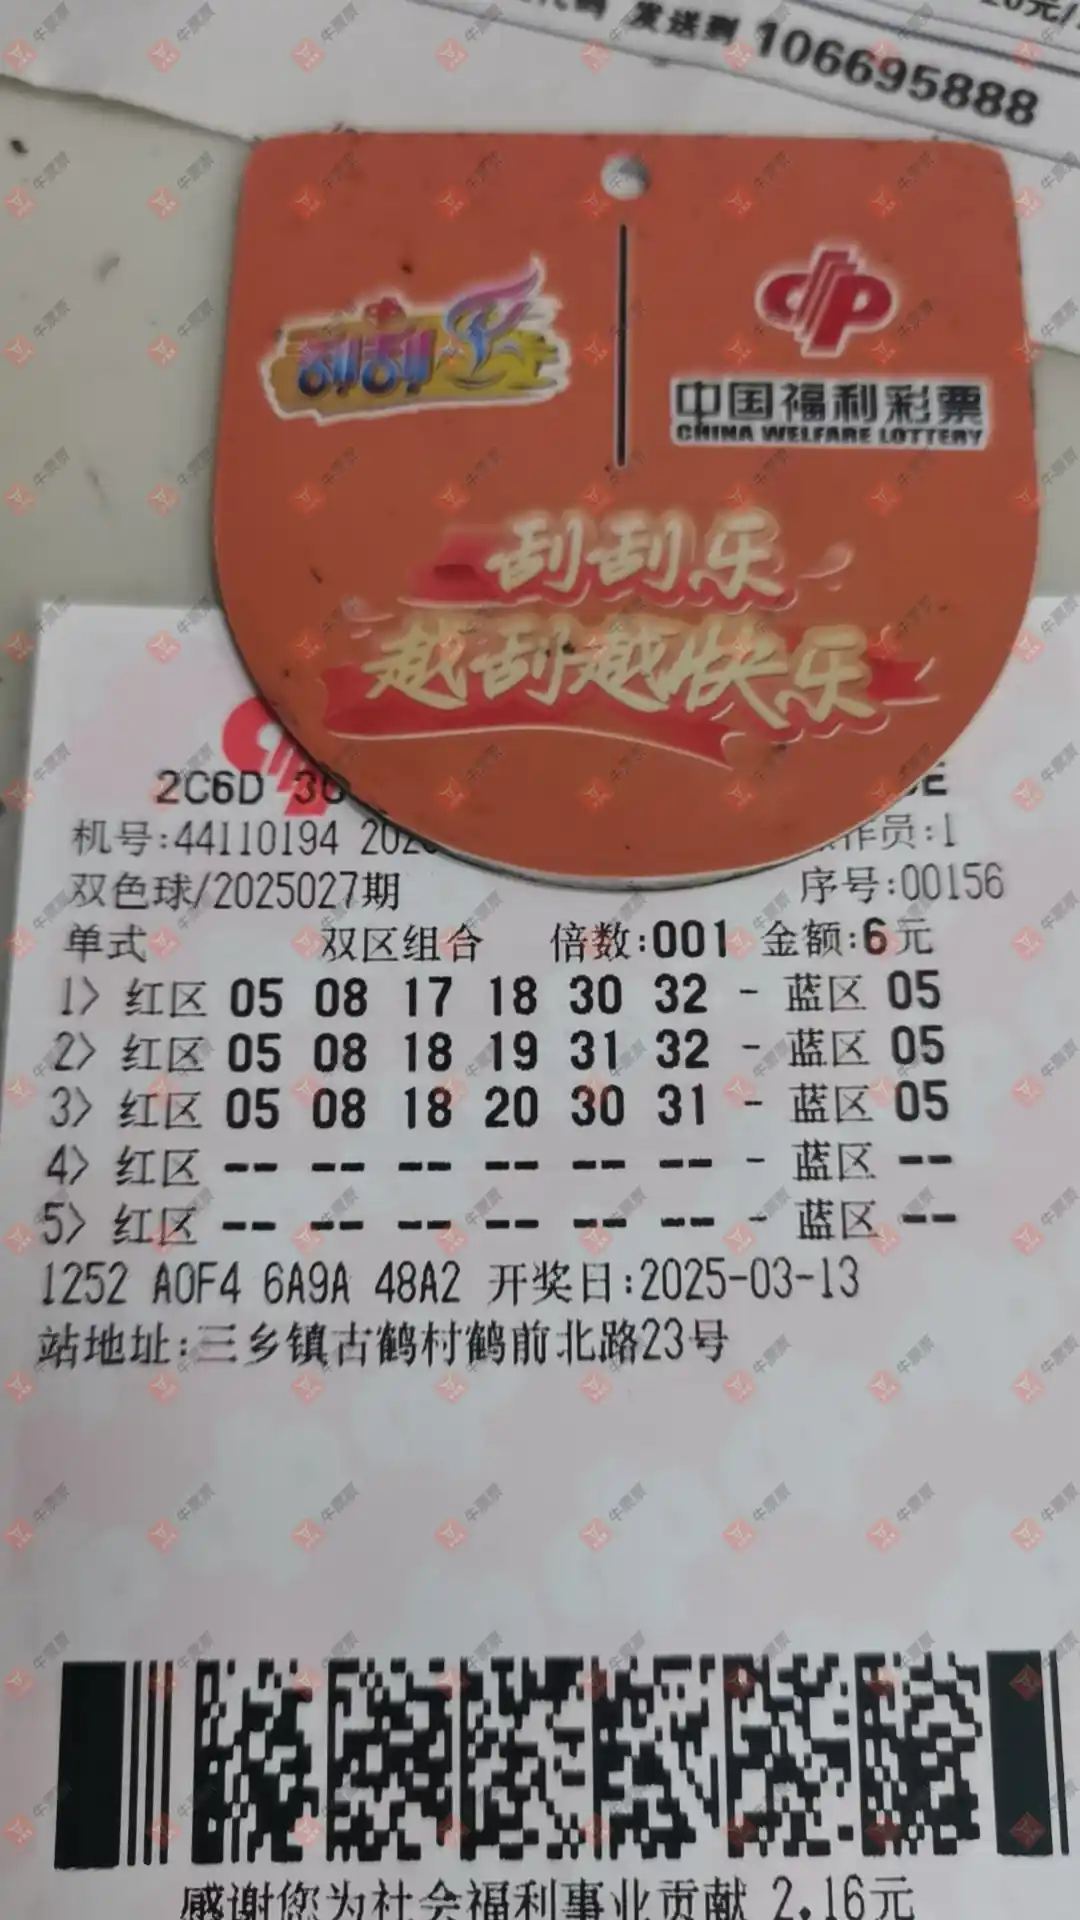 发送到 106695888
刮刮乐
中国福利彩票
CHINA WELFARE LOTTERY
刮刮乐
越刮越快乐
2C6D
机号:44110194
作员:1
双色球/2025027期 序号:00156
单式 双区组合 倍数:001 金额:6元
1> 红区 05 08 17 18 30 32 - 蓝区 05
2> 红区 05 08 18 19 31 32 - 蓝区 05
3> 红区 05 08 18 20 30 31 - 蓝区 05
4> 红区 -- -- -- -- -- -- - 蓝区 --
5> 红区 -- -- -- -- -- -- - 蓝区 --
1252 A0F4 6A9A 48A2 开奖日:2025-03-13
站地址:三乡镇古鹤村鹤前北路23号
感谢您为社会福利事业贡献 2.16元